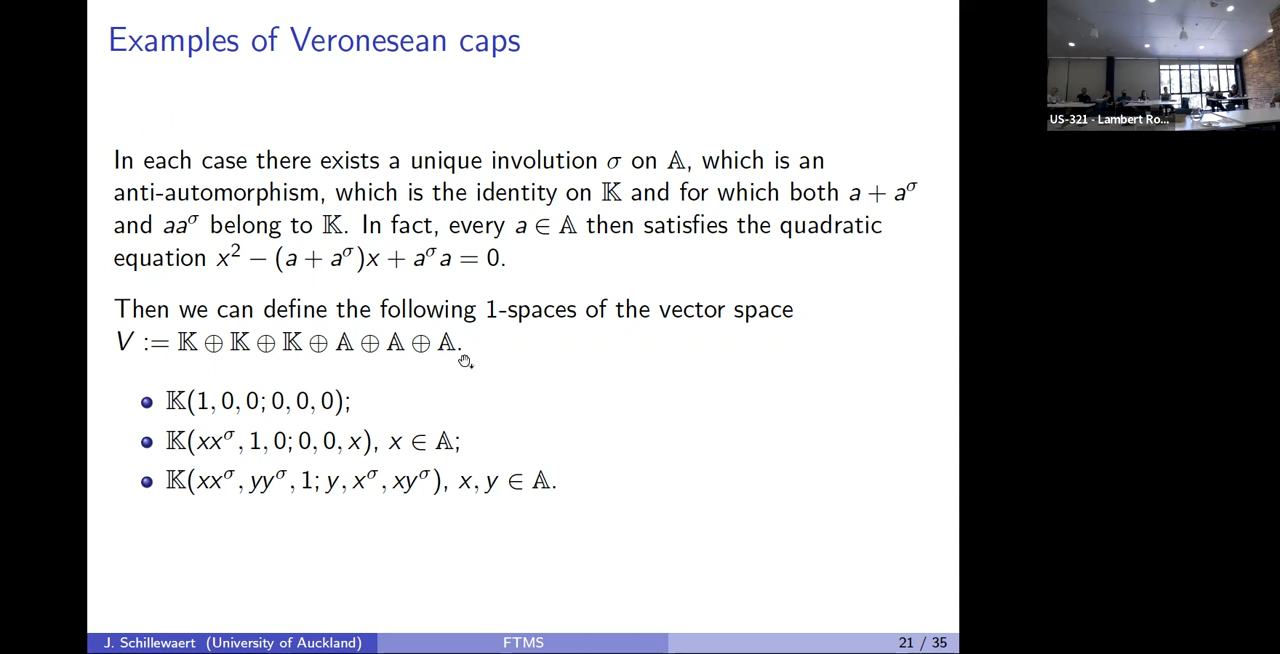 Examples of Veronesean caps
In each case there exists a unique involution σ on 𝔸, which is an
anti-automorphism, which is the identity on 𝕂 and for which both a + a^σ
and aa^σ belong to 𝕂. In fact, every a ∈ 𝔸 then satisfies the quadratic
equation x² − (a + a^σ)x + a^σ a = 0.
Then we can define the following 1-spaces of the vector space
V := 𝕂 ⊕ 𝕂 ⊕ 𝕂 ⊕ 𝔸 ⊕ 𝔸 ⊕ 𝔸.
𝕂(1, 0, 0; 0, 0, 0);
𝕂(xx^σ, 1, 0; 0, 0, x), x ∈ 𝔸;
𝕂(xx^σ, yy^σ, 1; y, x^σ, xy^σ), x, y ∈ 𝔸.
J. Schillewaert (University of Auckland)
FTMS
21 / 35
US-321 - Lambert Ro...